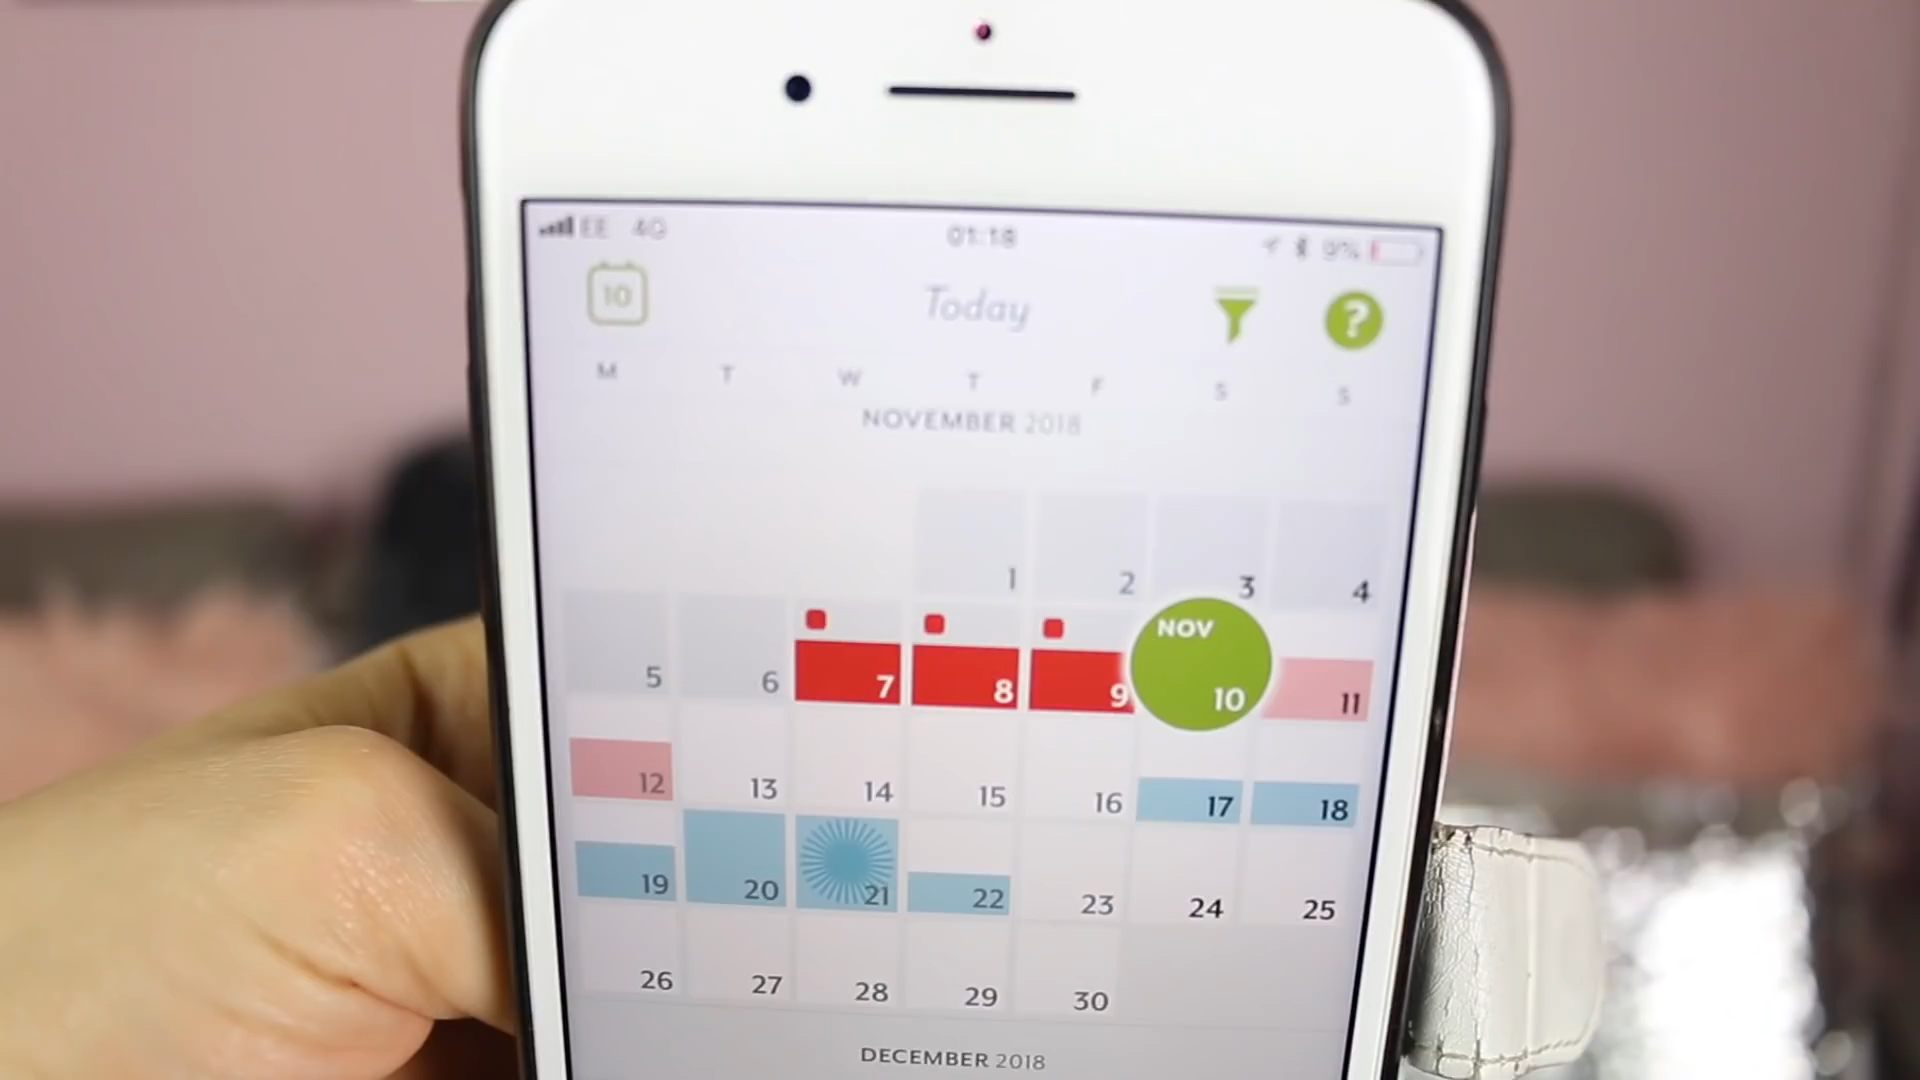 EE 4G 01:18 9%
10 Today ?
M T W T F S S
NOVEMBER 2018
1 2 3 4
5 6 7 8 9 NOV 10 11
12 13 14 15 16 17 18
19 20 21 22 23 24 25
26 27 28 29 30
DECEMBER 2018